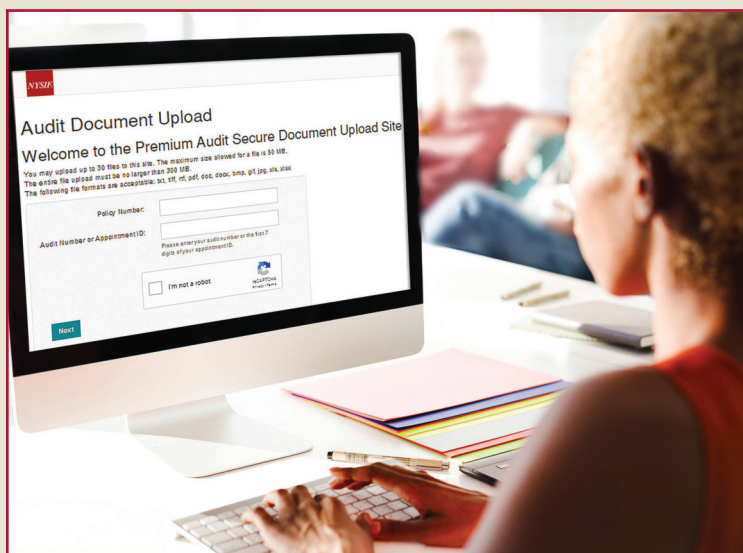 NYSIF
Audit Document Upload
Welcome to the Premium Audit Secure Document Upload Site
You may upload up to 30 files to this site. The maximum size allowed for a file is 50 MB.
The entire file upload must be no larger than 300 MB.
The following file formats are acceptable: txt, tiff, rtf, pdf, doc, docx, bmp, gif, jpg, xls, xlsx
Policy Number:
Audit Number or Appointment ID:
Please enter your audit number or the first 7
digits of your appointment ID.
I'm not a robot
reCAPTCHA
Privacy - Terms
Next